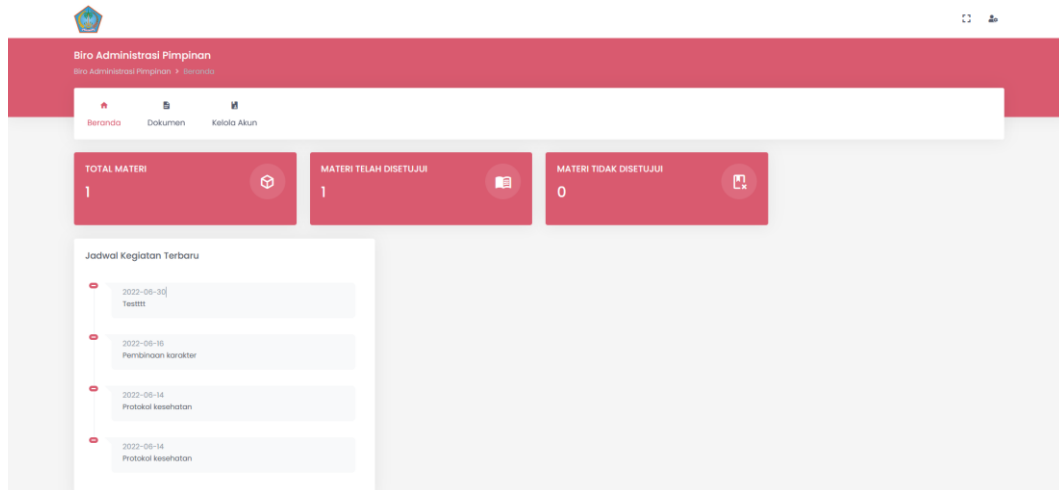 Biro Administrasi Pimpinan
Biro Administrasi Pimpinan > Beranda
Beranda Dokumen Kelola Akun
TOTAL MATERI
1
MATERI TELAH DISETUJUI
1
MATERI TIDAK DISETUJUI
0
Jadwal Kegiatan Terbaru
2022-06-30
Testttt
2022-06-16
Pembinaan karakter
2022-06-14
Protokol kesehatan
2022-06-14
Protokol kesehatan